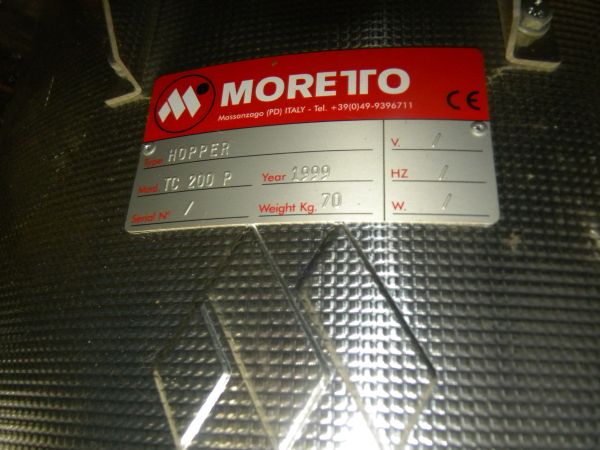 MORETTO
Massanzago (PD) ITALY - Tel. +39(0)49-9396711
CE
Type HOPPER
V. /
Mod. TC 200 P Year 1999
HZ /
Serial N° / Weight Kg. 70
W. /